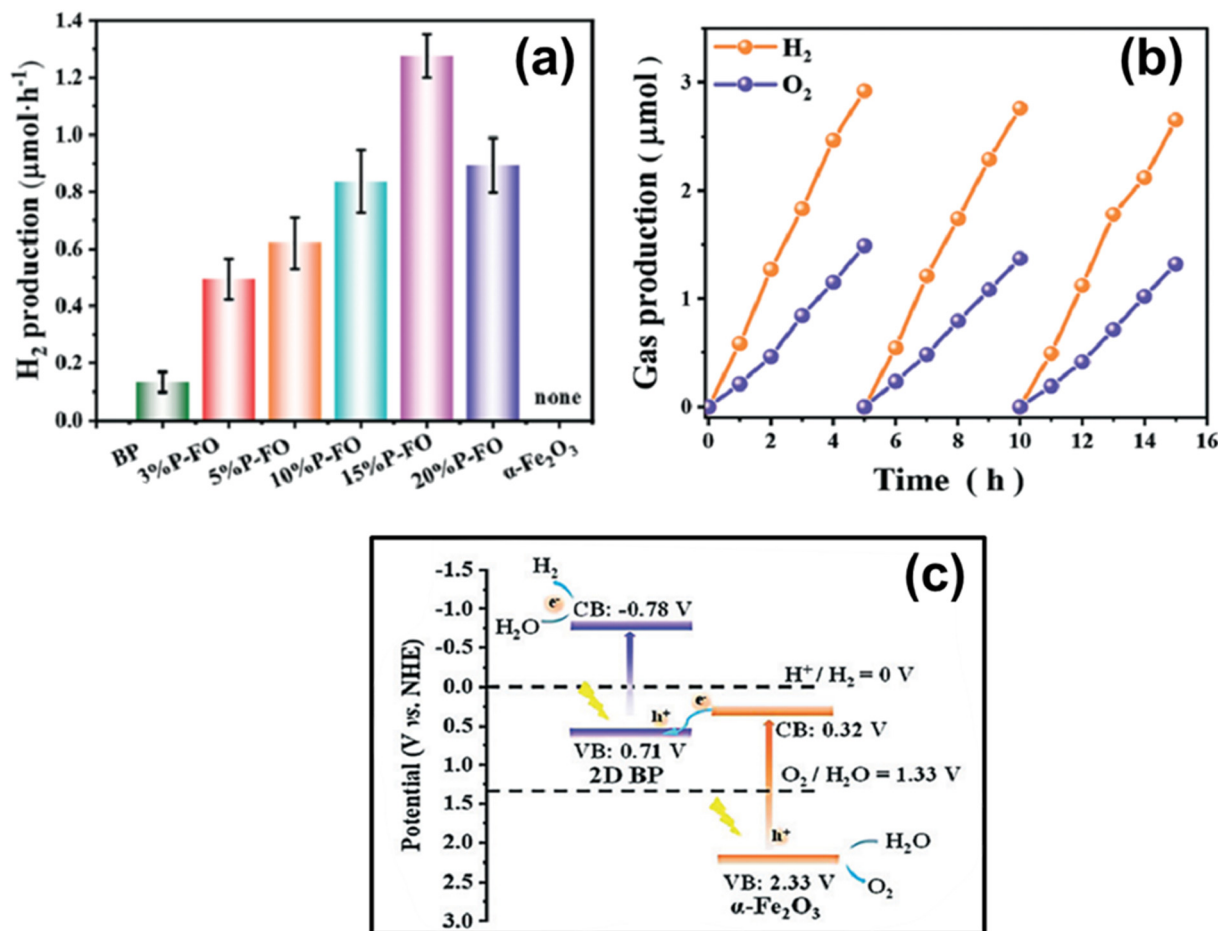 (a)
H₂ production (μmol·h⁻¹)
1.4
1.2
1.0
0.8
0.6
0.4
0.2
0.0
none
BP
3%P-FO
5%P-FO
10%P-FO
15%P-FO
20%P-FO
α-Fe₂O₃
(b)
H₂
O₂
Gas production ( μmol)
3
2
1
0
0 2 4 6 8 10 12 14 16
Time ( h )
(c)
Potential (V vs. NHE)
-1.5
-1.0
-0.5
0.0
0.5
1.0
1.5
2.0
2.5
3.0
H₂
e⁻
H₂O
CB: -0.78 V
H⁺ / H₂ = 0 V
e⁻
h⁺
VB: 0.71 V
2D BP
CB: 0.32 V
O₂ / H₂O = 1.33 V
h⁺
H₂O
O₂
VB: 2.33 V
α-Fe₂O₃